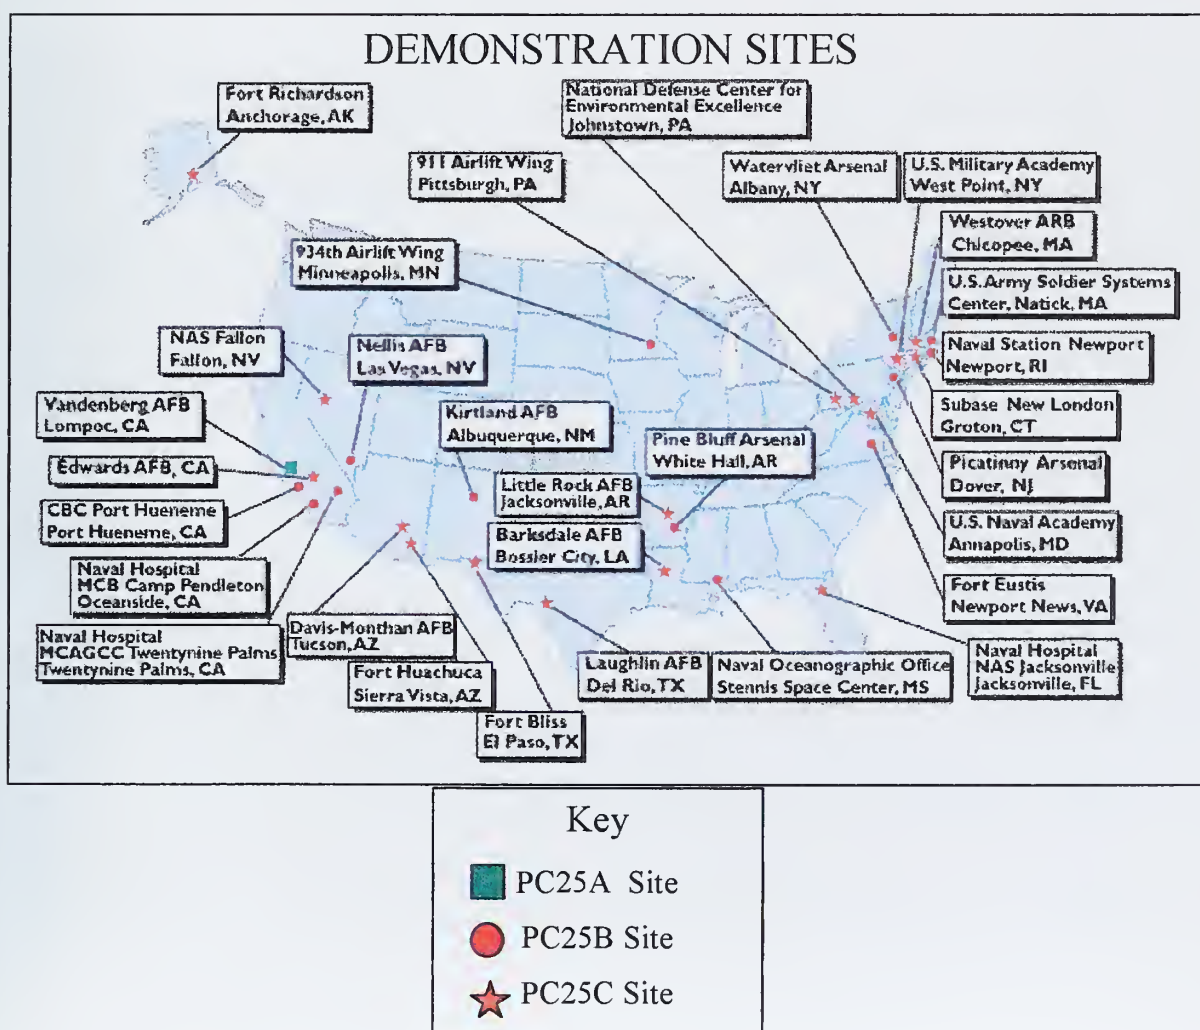 DEMONSTRATION SITES
Fort Richardson
Anchorage, AK
National Defense Center for
Environmental Excellence
Johnstown, PA
911 Airlift Wing
Pittsburgh, PA
Watervliet Arsenal
Albany, NY
U.S. Military Academy
West Point, NY
Westover ARB
Chicopee, MA
934th Airlift Wing
Minneapolis, MN
U.S. Army Soldier Systems
Center, Natick, MA
NAS Fallon
Fallon, NV
Nellis AFB
Las Vegas, NV
Naval Station Newport
Newport, RI
Vandenberg AFB
Lompoc, CA
Kirtland AFB
Albuquerque, NM
Subase New London
Groton, CT
Pine Bluff Arsenal
White Hall, AR
Edwards AFB, CA
Little Rock AFB
Jacksonville, AR
Picatinny Arsenal
Dover, NJ
CBC Port Hueneme
Port Hueneme, CA
Barksdale AFB
Bossier City, LA
U.S. Naval Academy
Annapolis, MD
Naval Hospital
MCB Camp Pendleton
Oceanside, CA
Fort Eustis
Newport News, VA
Naval Hospital
MCAGCC Twentynine Palms
Twentynine Palms, CA
Davis-Monthan AFB
Tucson, AZ
Fort Huachuca
Sierra Vista, AZ
Fort Bliss
El Paso, TX
Laughlin AFB
Del Rio, TX
Naval Oceanographic Office
Stennis Space Center, MS
Naval Hospital
NAS Jacksonville
Jacksonville, FL
Key
PC25A Site
PC25B Site
PC25C Site